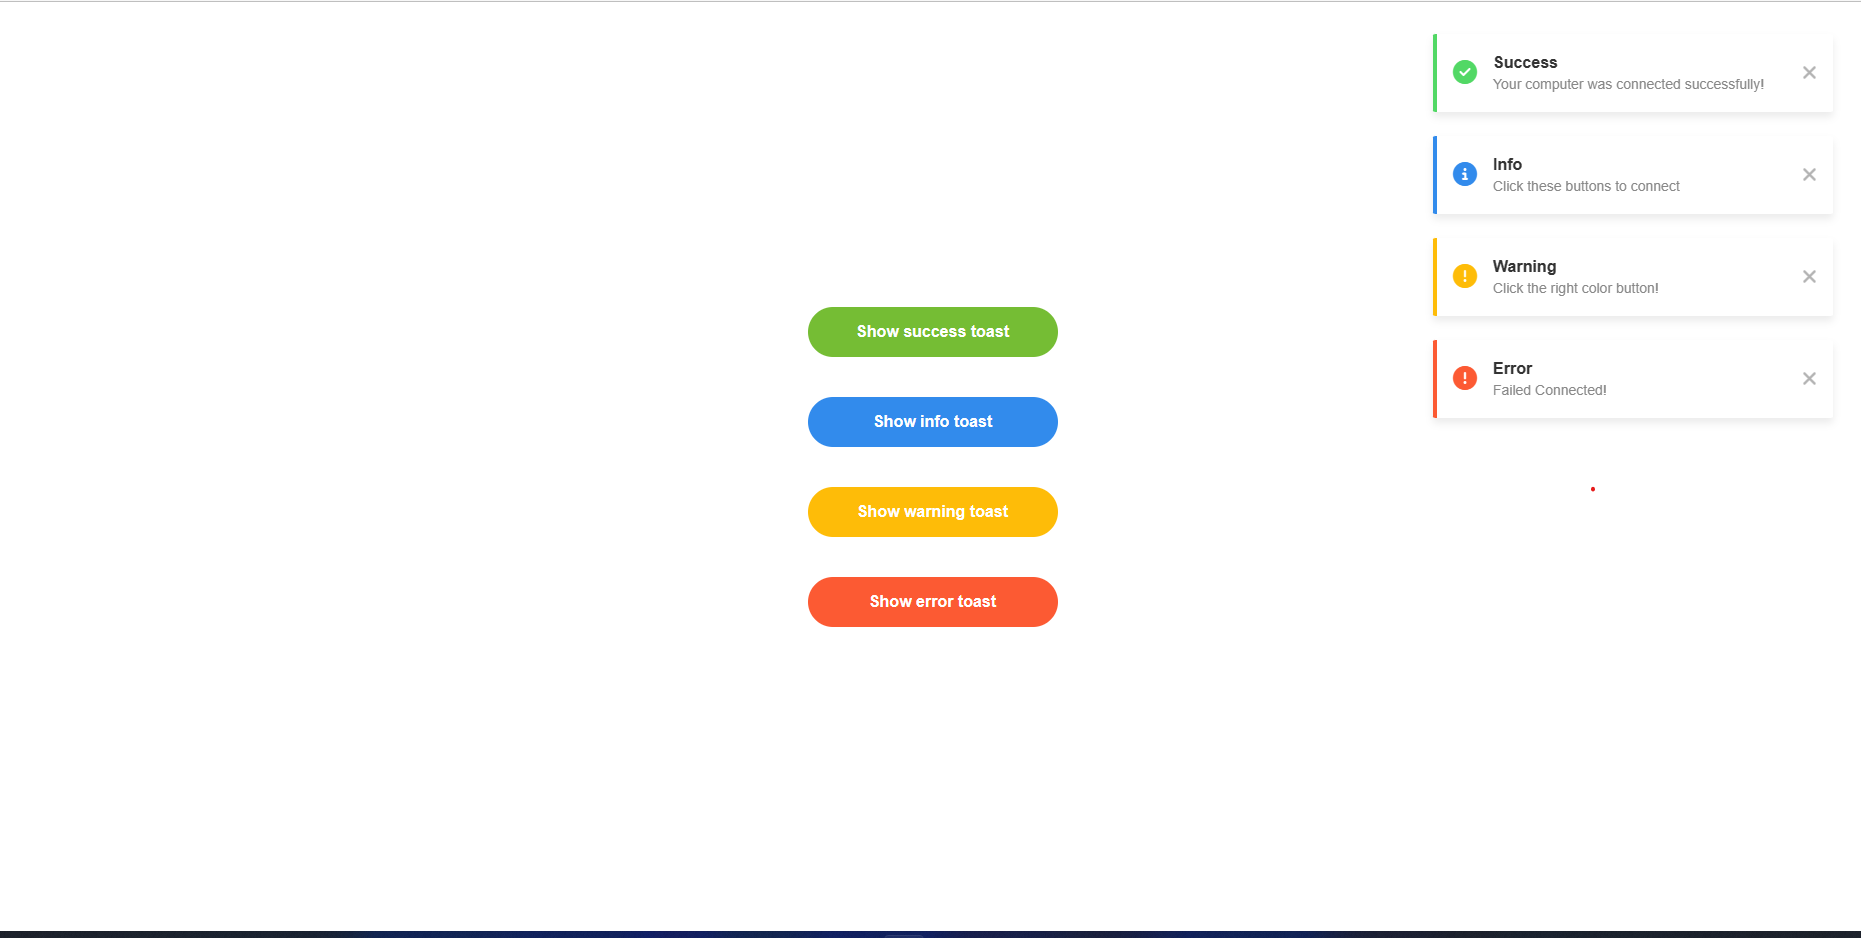 Success
Your computer was connected successfully!
Info
Click these buttons to connect
Warning
Click the right color button!
Error
Failed Connected!
Show success toast
Show info toast
Show warning toast
Show error toast